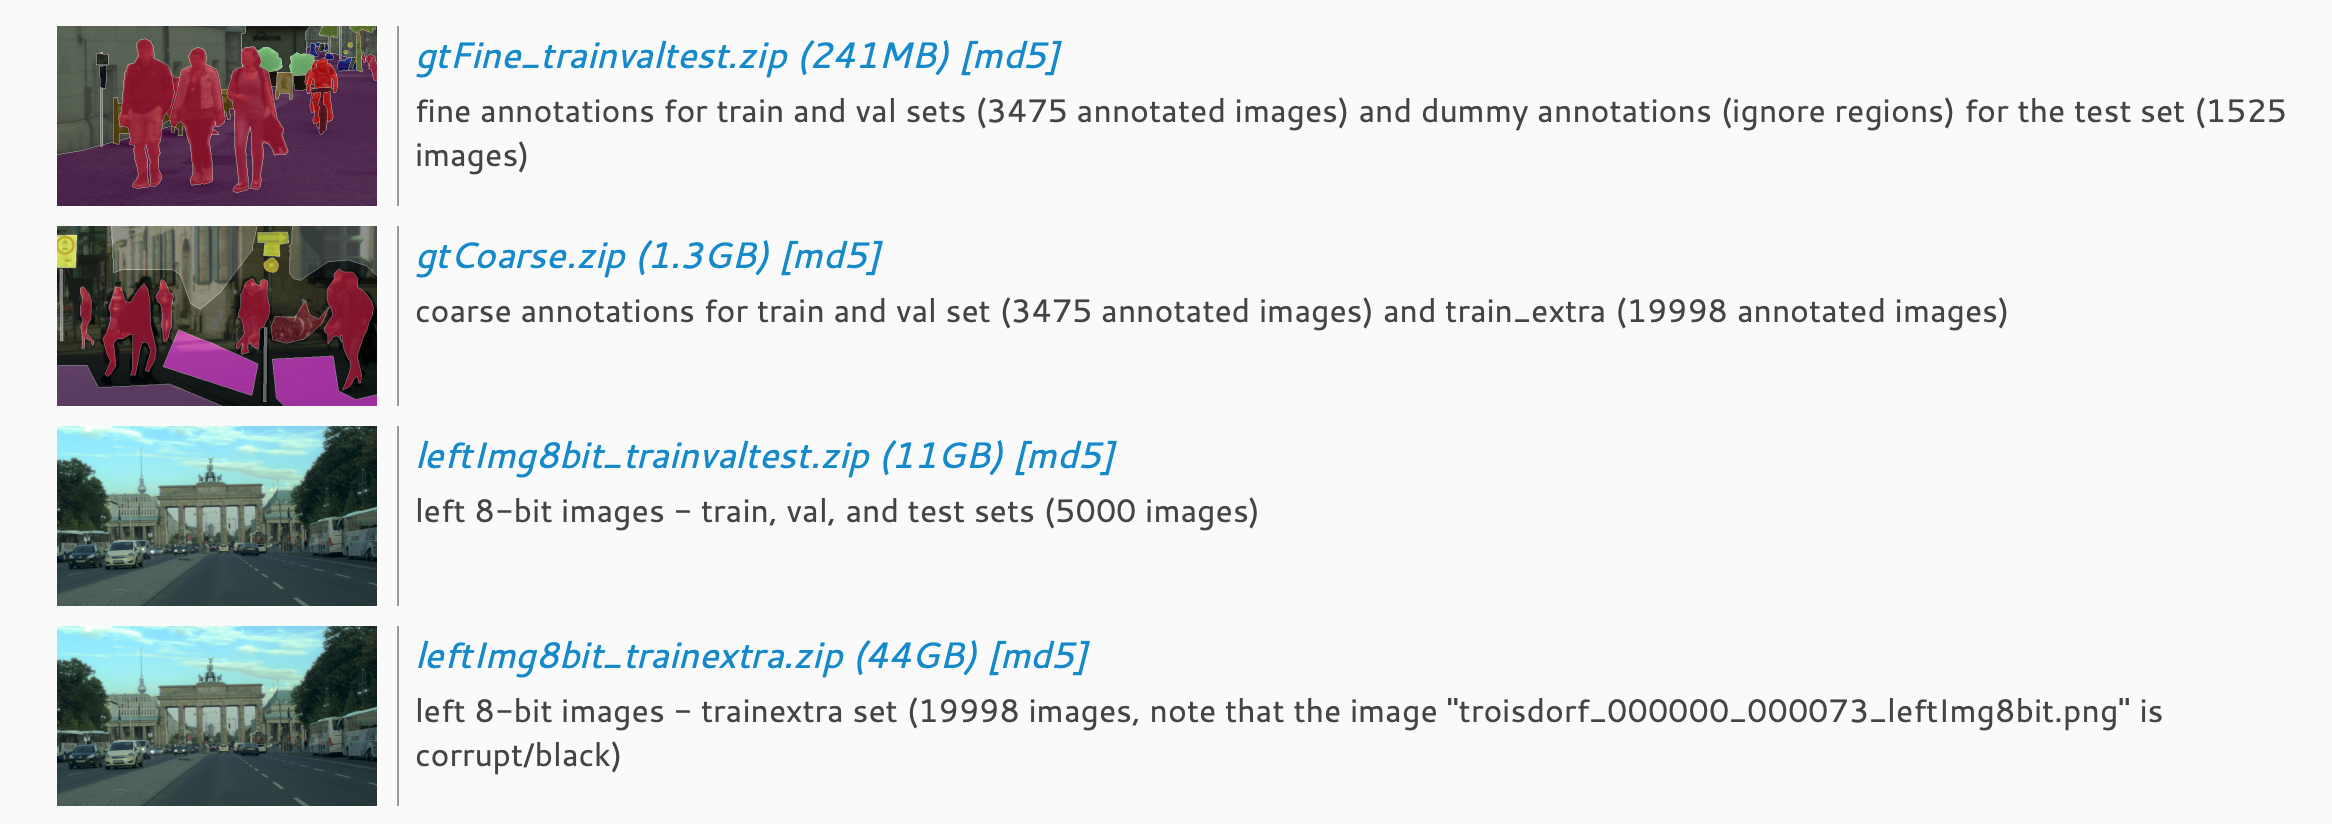 gtFine_trainvaltest.zip (241MB) [md5]
fine annotations for train and val sets (3475 annotated images) and dummy annotations (ignore regions) for the test set (1525
images)
gtCoarse.zip (1.3GB) [md5]
coarse annotations for train and val set (3475 annotated images) and train_extra (19998 annotated images)
leftImg8bit_trainvaltest.zip (11GB) [md5]
left 8-bit images - train, val, and test sets (5000 images)
leftImg8bit_trainextra.zip (44GB) [md5]
left 8-bit images - trainextra set (19998 images, note that the image "troisdorf_000000_000073_leftImg8bit.png" is
corrupt/black)